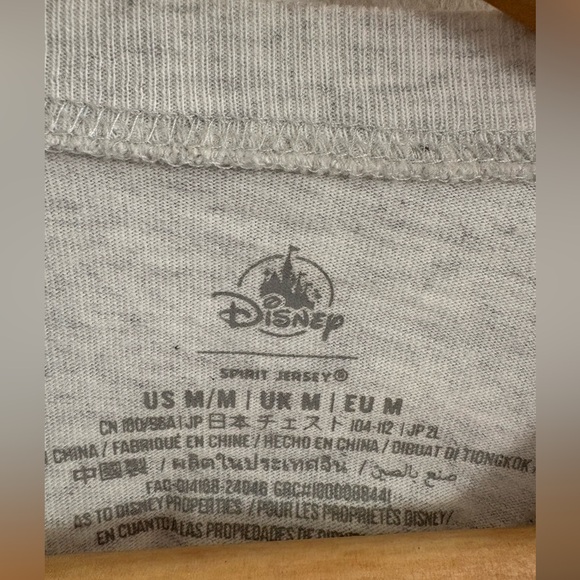 Disney
SPIRIT JERSEY®
US M/M | UK M | EU M
CN 180/96A | JP 日本 チェスト 104-112 | JP 2L
CHINA / FABRIQUÉ EN CHINE / HECHO EN CHINA / DIBUAT DI TIONGKOK
中國製 / ผลิตในประเทศจีน / صنع بالصين /
FAC-014188-24046 GRC#100008441
AS TO DISNEY PROPERTIES / POUR LES PROPRIÉTÉS DISNEY/
EN CUANTO A LAS PROPIEDADES DE